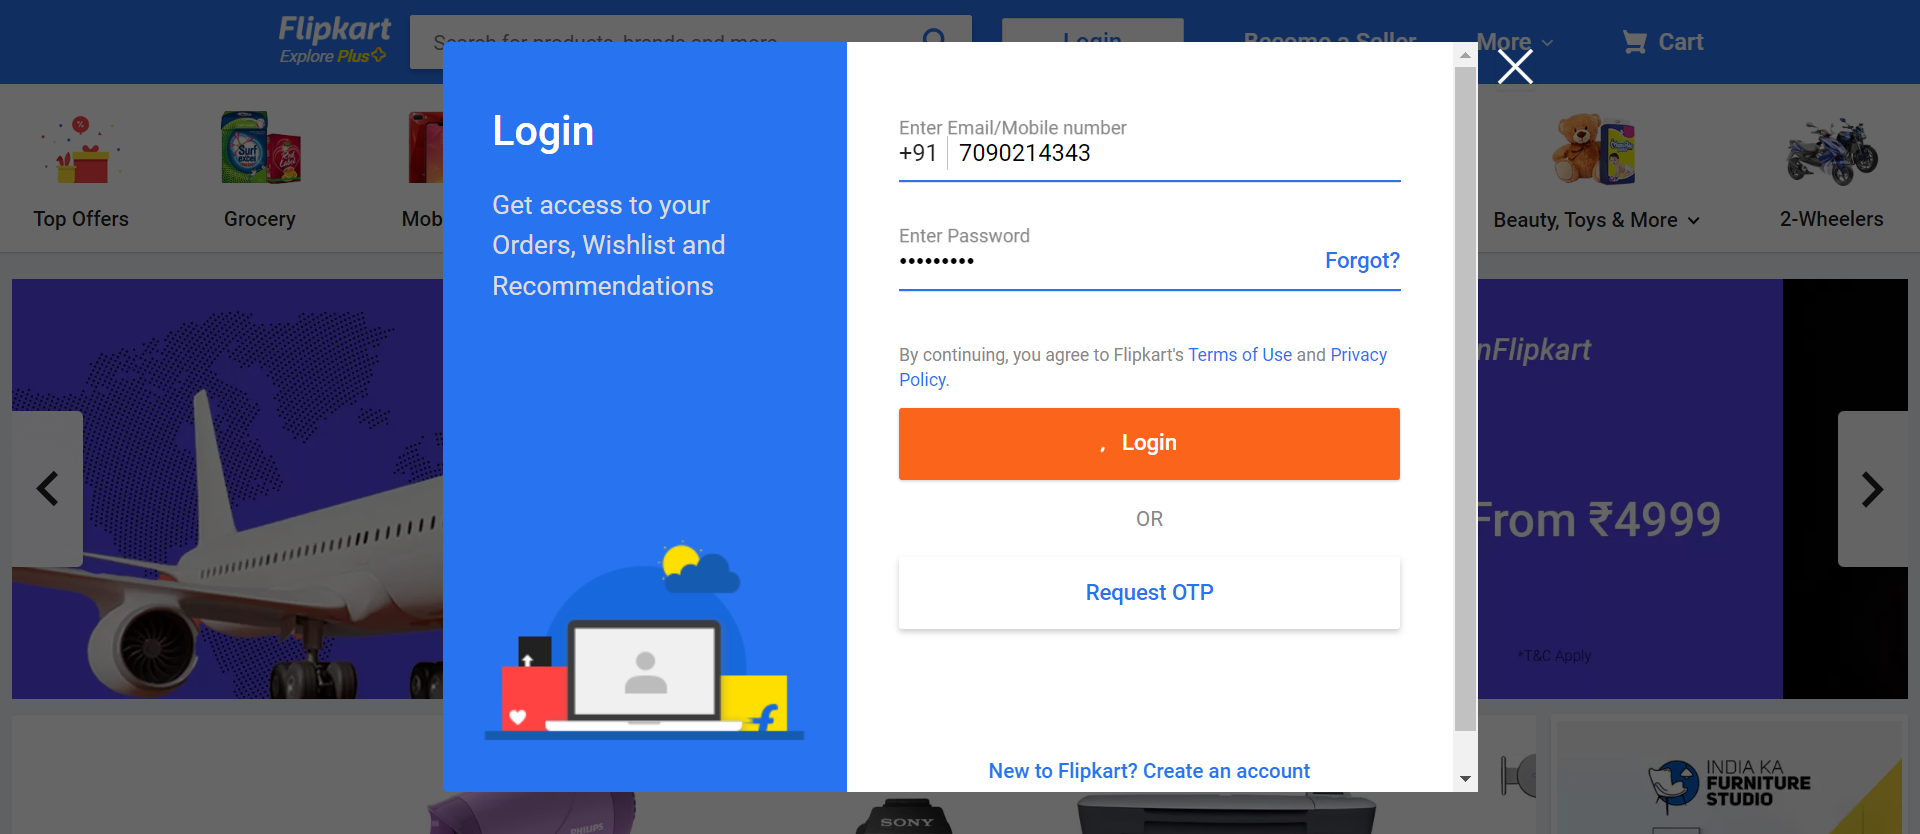 Flipkart
Explore Plus
Search for products, brands and more
Login
Become a Seller
More
Cart
Top Offers
Grocery
Mob
Beauty, Toys & More
2-Wheelers
Login
Get access to your
Orders, Wishlist and
Recommendations
Enter Email/Mobile number
+91 7090214343
Enter Password
•••••••••
Forgot?
By continuing, you agree to Flipkart's Terms of Use and Privacy
Policy.
Login
OR
Request OTP
New to Flipkart? Create an account
nFlipkart
From ₹4999
*T&C Apply
PHILIPS
SONY
INDIA KA
FURNITURE
STUDIO